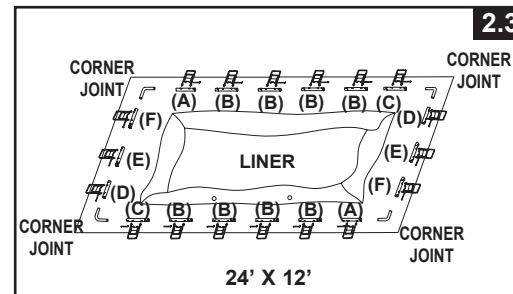 2.3
CORNER
JOINT
CORNER
JOINT
(A) (B) (B) (B) (B) (C)
(F) (D)
(E) LINER (E)
(D) (F)
(C) (B) (B) (B) (B) (A)
CORNER
JOINT
CORNER
JOINT
24’ X 12’